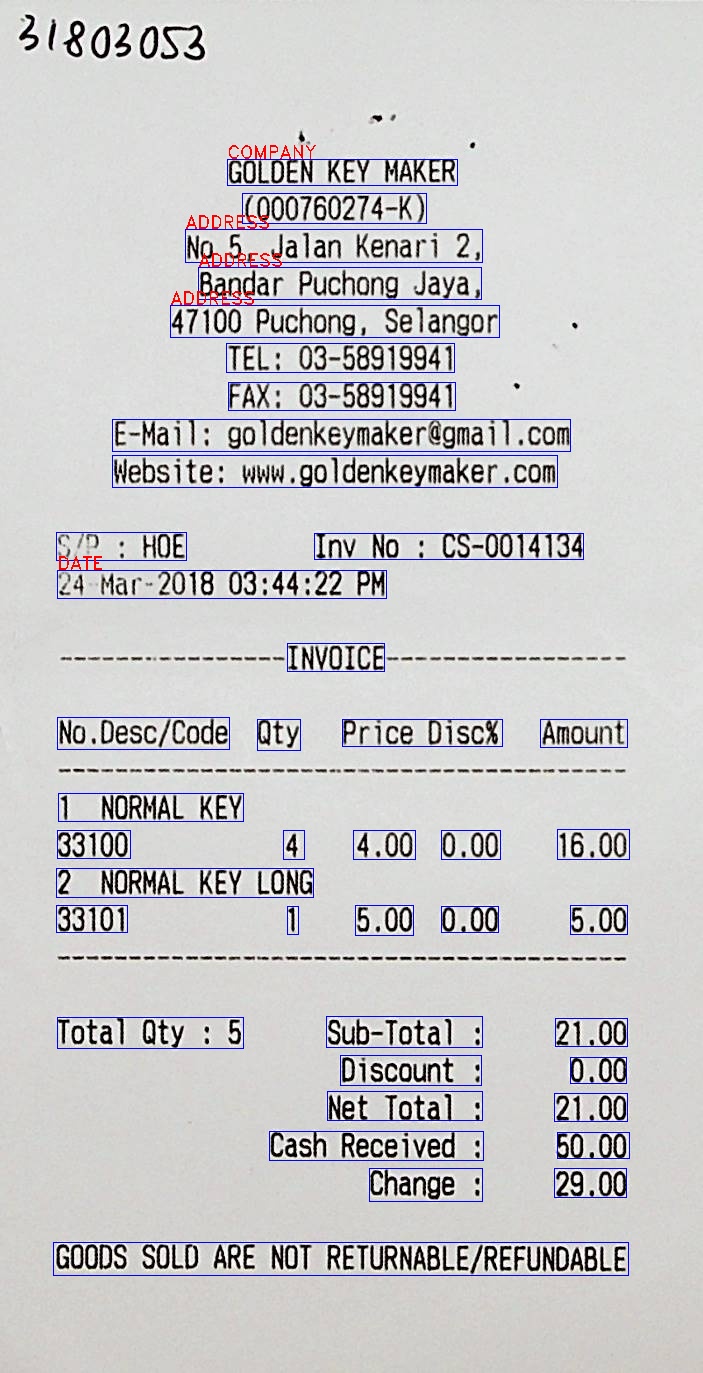 31803053
COMPANY
GOLDEN KEY MAKER
(000760274-K)
ADDRESS
No 5, Jalan Kenari 2,
ADDRESS
Bandar Puchong Jaya,
ADDRESS
47100 Puchong, Selangor
TEL: 03-58919941
FAX: 03-58919941
E-Mail: goldenkeymaker@gmail.com
Website: www.goldenkeymaker.com
S/P : HOE Inv No : CS-0014134
DATE
24-Mar-2018 03:44:22 PM
----------------INVOICE-----------------
No.Desc/Code Qty Price Disc% Amount
----------------------------------------
1 NORMAL KEY
33100 4 4.00 0.00 16.00
2 NORMAL KEY LONG
33101 1 5.00 0.00 5.00
----------------------------------------
Total Qty : 5 Sub-Total : 21.00
Discount : 0.00
Net Total : 21.00
Cash Received : 50.00
Change : 29.00
GOODS SOLD ARE NOT RETURNABLE/REFUNDABLE